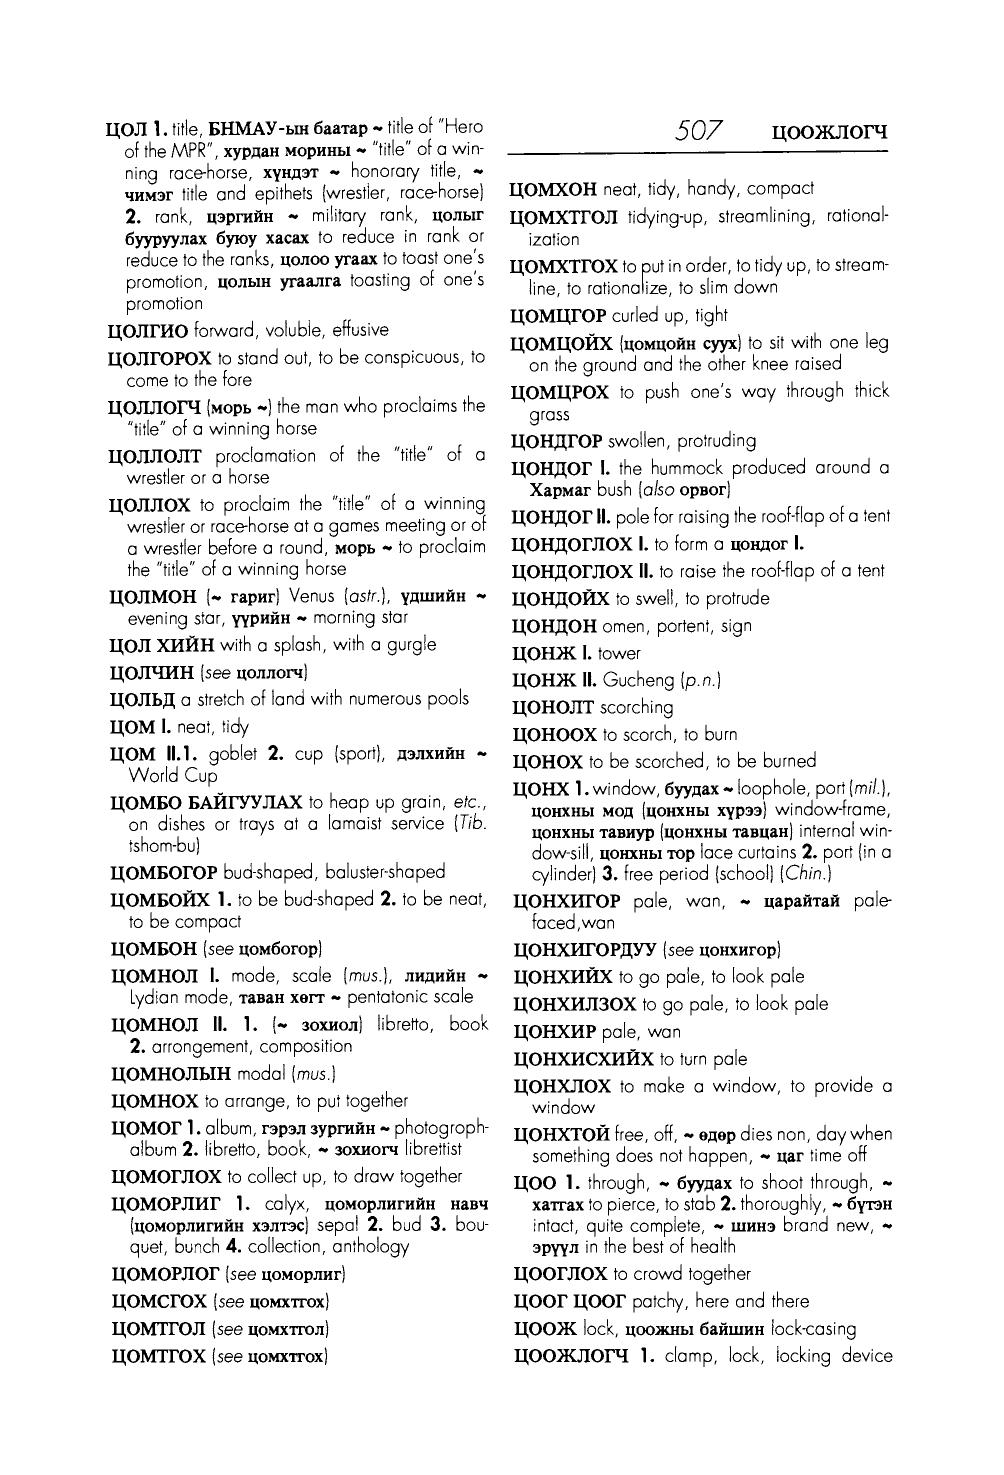 ЦОЛ 1. title, БНМАУ-ын баатар ~ title of "Hero
of the MPR", хурдан морины ~ "title" of a win-
ning race-horse, хүндэт ~ honorary title, ~
чимэг title and epithets (wrestler, race-horse)
2. rank, цэргийн ~ military rank, цолыг
бууруулах буюу хасах to reduce in rank or
reduce to the ranks, цолоо угаах to toast one's
promotion, цолын угаалга toasting of one's
promotion
ЦОЛГИО forward, voluble, effusive
ЦОЛГОРОХ to stand out, to be conspicuous, to
come to the fore
ЦОЛЛОГЧ (морь ~) the man who proclaims the
"title" of a winning horse
ЦОЛЛОЛТ proclamation of the "title" of a
wrestler or a horse
ЦОЛЛОХ to proclaim the "title" of a winning
wrestler or race-horse at a games meeting or of
a wrestler before a round, морь ~ to proclaim
the "title" of a winning horse
ЦОЛМОН (~ гариг) Venus (astr.), үдшийн ~
evening star, үүрийн ~ morning star
ЦОЛ ХИЙН with a splash, with a gurgle
ЦОЛЧИН (see цоллогч)
ЦОЛЬД a stretch of land with numerous pools
ЦОМ I. neat, tidy
ЦОМ II.1. goblet 2. cup (sport), дэлхийн ~
World Cup
ЦОМБО БАЙГУУЛАХ to heap up grain, etc.,
on dishes or trays at a lamaist service (Tib.
tshom-bu)
ЦОМБОГОР bud-shaped, baluster-shaped
ЦОМБОЙХ 1. to be bud-shaped 2. to be neat,
to be compact
ЦОМБОН (see цомбогор)
ЦОМНОЛ I. mode, scale (mus.), лидийн ~
Lydian mode, таван хөгт ~ pentatonic scale
ЦОМНОЛ II. 1. (~ зохиол) libretto, book
2. arrongement, composition
ЦОМНОЛЫН modal (mus.)
ЦОМНОХ to arrange, to put together
ЦОМОГ 1. album, гэрэл зургийн ~ photogroph-
album 2. libretto, book, ~ зохиогч librettist
ЦОМОГЛОХ to collect up, to draw together
ЦОМОРЛИГ 1. calyx, цоморлигийн навч
(цоморлигийн хэлтэс) sepal 2. bud 3. bou-
quet, bunch 4. collection, anthology
ЦОМОРЛОГ (see цоморлиг)
ЦОМСГОХ (see цомхтгох)
ЦОМТГОЛ (see цомхтгол)
ЦОМТГОХ (see цомхтгох)
507 ЦООЖЛОГЧ
ЦОМХОН neat, tidy, handy, compact
ЦОМХТГОЛ tidying-up, streamlining, rational-
ization
ЦОМХТГОХ to put in order, to tidy up, to stream-
line, to rationalize, to slim down
ЦОМЦГОР curled up, tight
ЦОМЦОЙХ (цомцойн суух) to sit with one leg
on the ground and the other knee raised
ЦОМЦРОХ to push one's way through thick
grass
ЦОНДГОР swollen, protruding
ЦОНДОГ I. the hummock produced around a
Хармаг bush (also орвог)
ЦОНДОГ II. pole for raising the roof-flap of a tent
ЦОНДОГЛОХ I. to form a цондог I.
ЦОНДОГЛОХ II. to raise the roof-flap of a tent
ЦОНДОЙХ to swell, to protrude
ЦОНДОН omen, portent, sign
ЦОНЖ I. tower
ЦОНЖ II. Gucheng (p.n.)
ЦОНОЛТ scorching
ЦОНООХ to scorch, to burn
ЦОНОХ to be scorched, to be burned
ЦОНХ 1. window, буудах ~ loophole, port (mil.),
цонхны мод (цонхны хүрээ) window-frame,
цонхны тавиур (цонхны тавцан) internal win-
dow-sill, цонхны тор lace curtains 2. port (in a
cylinder) 3. free period (school) (Chin.)
ЦОНХИГОР pale, wan, ~ царайтай pale-
faced,wan
ЦОНХИГОРДУУ (see цонхигор)
ЦОНХИЙХ to go pale, to look pale
ЦОНХИЛЗОХ to go pale, to look pale
ЦОНХИР pale, wan
ЦОНХИСХИЙХ to turn pale
ЦОНХЛОХ to make a window, to provide a
window
ЦОНХТОЙ free, off, ~ өдөр dies non, day when
something does not happen, ~ цаг time off
ЦОО 1. through, ~ буудах to shoot through, ~
хатгах to pierce, to stab 2. thoroughly, ~ бүтэн
intact, quite complete, ~ шинэ brand new, ~
эрүүл in the best of health
ЦООГЛОХ to crowd together
ЦООГ ЦООГ patchy, here and there
ЦООЖ lock, цоожны байшин lock-casing
ЦООЖЛОГЧ 1. clamp, lock, locking device